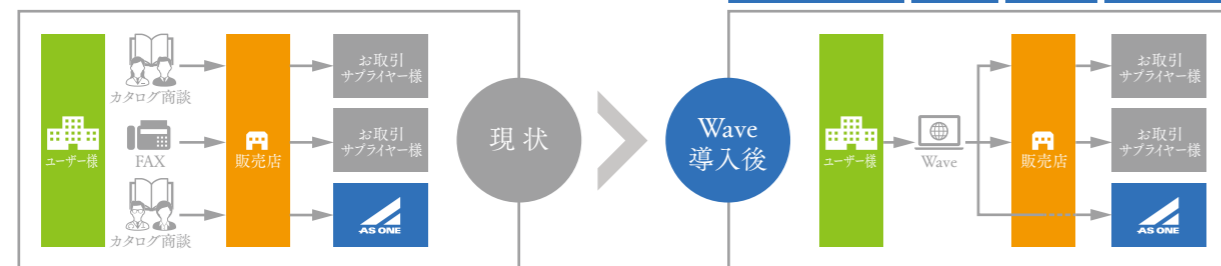 お取引
サプライヤー様
カタログ商談
お取引
サプライヤー様
ユーザー様
FAX
販売店
カタログ商談
AS ONE
現状
Wave
導入後
お取引
サプライヤー様
お取引
サプライヤー様
ユーザー様
Wave
販売店
AS ONE